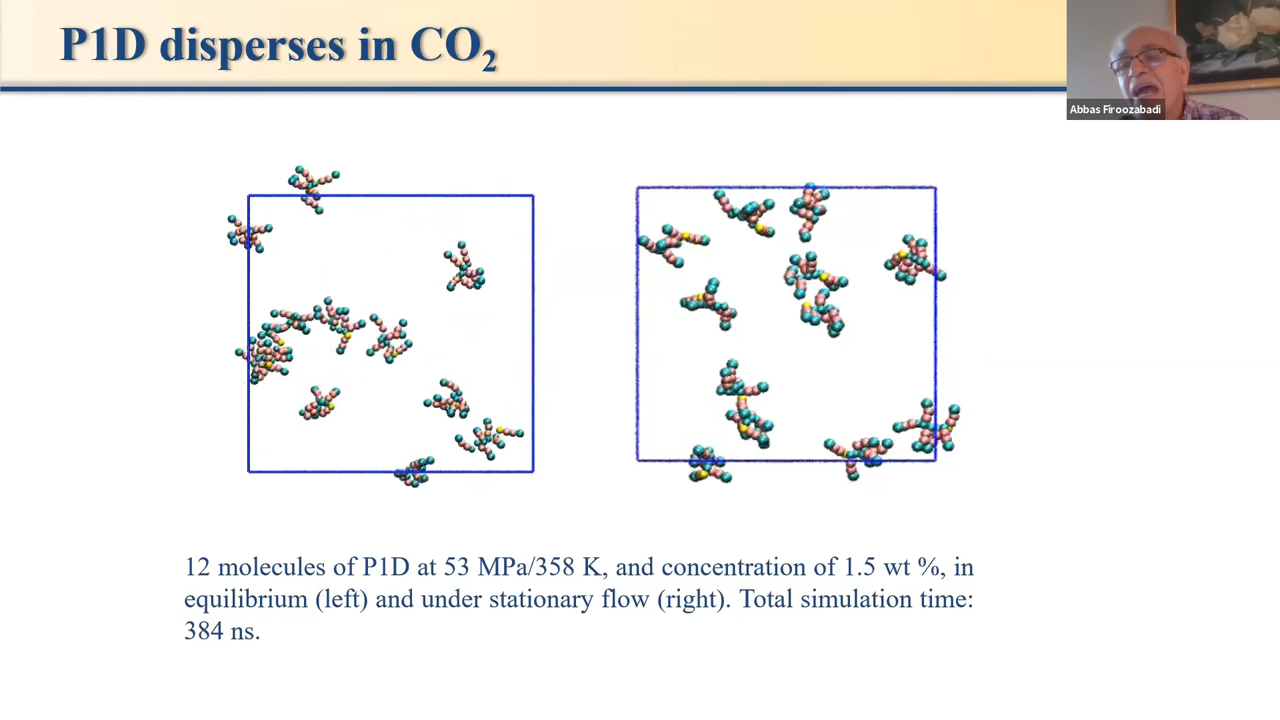 P1D disperses in CO₂
Abbas Firoozabadi
12 molecules of P1D at 53 MPa/358 K, and concentration of 1.5 wt %, in
equilibrium (left) and under stationary flow (right). Total simulation time:
384 ns.